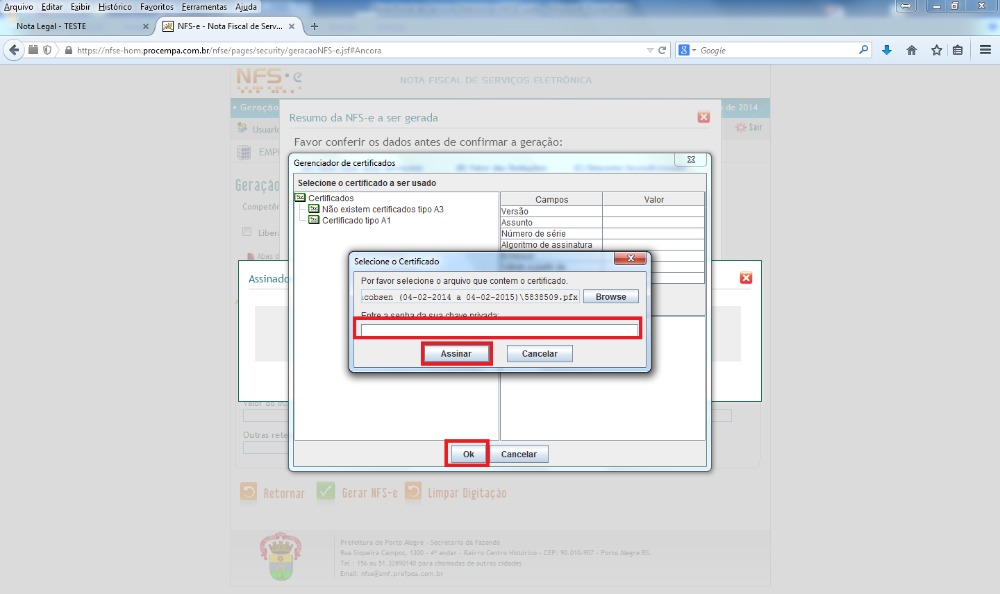 Arquivo Editar Exibir Histórico Favoritos Ferramentas Ajuda
Nota Legal - TESTE
NFS-e - Nota Fiscal de Serv...
https://nfse-hom.procempa.com.br/nfse/pages/security/geracaoNFS-e.jsf#Ancora
Google
NFS-e
NOTA FISCAL DE SERVIÇOS ELETRÔNICA
• Geração
de 2014
Resumo da NFS-e a ser gerada
Usuario
Sair
Favor conferir os dados antes de confirmar a geração:
EMP
Gerenciador de certificados
Selecione o certificado a ser usado
Geração
Certificados
Não existem certificados tipo A3
Certificado tipo A1
Campos Valor
Versão
Assunto
Número de série
Algoritmo de assinatura
Competên
Libera
Abas d
Selecione o Certificado
Por favor selecione o arquivo que contem o certificado.
cobsen (04-02-2014 a 04-02-2015)\5838509.pfx
Browse
Entre a senha da sua chave privada:
Assinar Cancelar
Assinado
Valor do IR:
Outras rete
Ok Cancelar
Retornar Gerar NFS-e Limpar Digitação
Prefeitura de Porto Alegre - Secretaria da Fazenda
Rua Siqueira Campos, 1300 - 4º andar - Bairro Centro Histórico - CEP: 90.010-907 - Porto Alegre RS.
Tel.: 156 ou 51.32890140 para chamadas de outras cidades
Email: nfse@smf.prefpoa.com.br